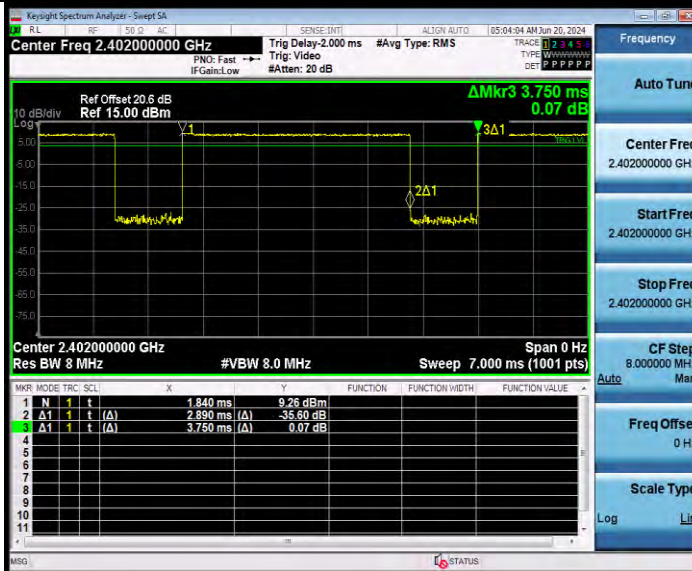 Keysight Spectrum Analyzer - Swept SA
RL RF 50 Ω AC SENSE:INT ALIGN AUTO 05:04:04 AM Jun 20, 2024
Center Freq 2.402000000 GHz
PNO: Fast
IFGain:Low
Trig Delay-2.000 ms
Trig: Video
#Atten: 20 dB
#Avg Type: RMS
TRACE 1 2 3 4 5 6
TYPE WWWWWW
DET P P P P P P
Frequency
Auto Tune
Center Freq
2.402000000 GHz
Start Freq
2.402000000 GHz
Stop Freq
2.402000000 GHz
CF Step
8.000000 MHz
Auto Man
Freq Offset
0 Hz
Scale Type
Log Lin
ΔMkr3 3.750 ms
0.07 dB
Ref Offset 20.6 dB
10 dB/div Ref 15.00 dBm
Log
5.00
-5.00
-15.0
-25.0
-35.0
-45.0
-55.0
-65.0
-75.0
1
3Δ1
TRIG LVL
2Δ1
Center 2.402000000 GHz Span 0 Hz
Res BW 8 MHz #VBW 8.0 MHz Sweep 7.000 ms (1001 pts)
MKR MODE TRC SCL X Y FUNCTION FUNCTION WIDTH FUNCTION VALUE
1 N 1 t 1.840 ms 9.26 dBm
2 Δ1 1 t (Δ) 2.890 ms (Δ) -35.60 dB
3 Δ1 1 t (Δ) 3.750 ms (Δ) 0.07 dB
4
5
6
7
8
9
10
11
MSG STATUS